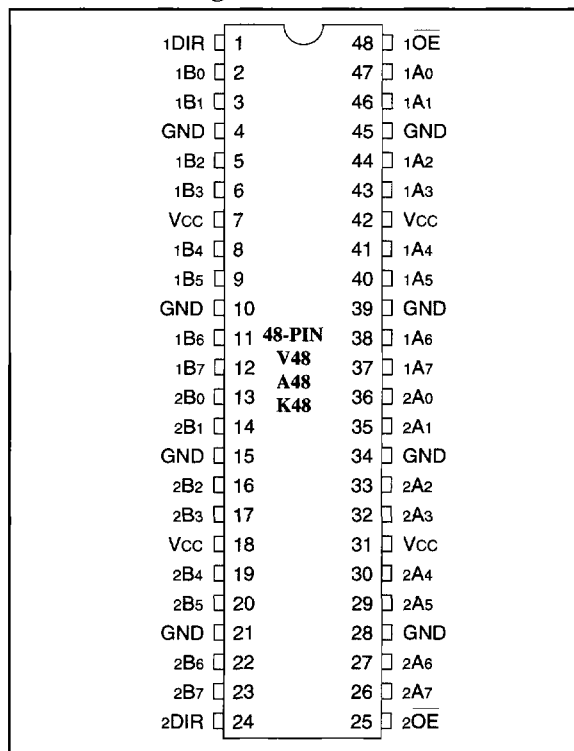 1DIR 1 48 1O̅E̅
1B0 2 47 1A0
1B1 3 46 1A1
GND 4 45 GND
1B2 5 44 1A2
1B3 6 43 1A3
VCC 7 42 VCC
1B4 8 41 1A4
1B5 9 40 1A5
GND 10 39 GND
1B6 11 48-PIN 38 1A6
1B7 12 V48 37 1A7
2B0 13 A48 36 2A0
2B1 14 K48 35 2A1
GND 15 34 GND
2B2 16 33 2A2
2B3 17 32 2A3
VCC 18 31 VCC
2B4 19 30 2A4
2B5 20 29 2A5
GND 21 28 GND
2B6 22 27 2A6
2B7 23 26 2A7
2DIR 24 25 2O̅E̅